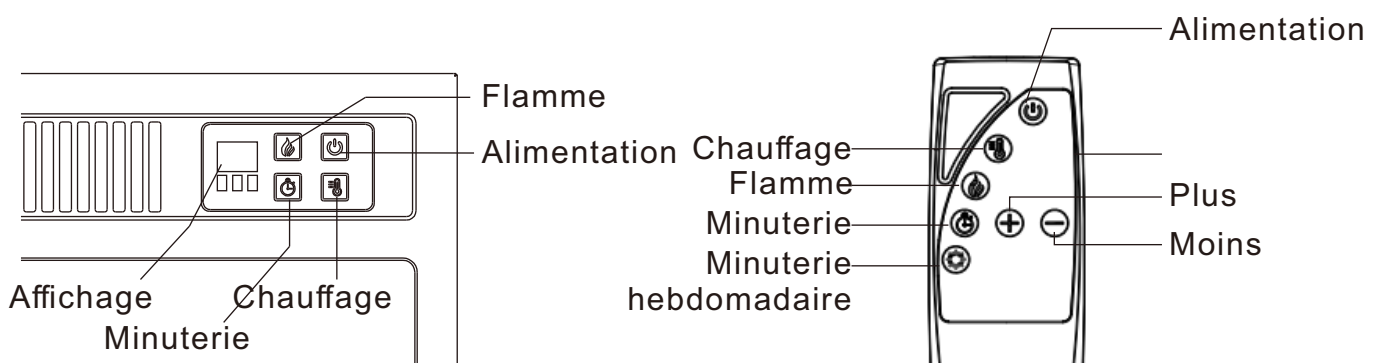 Flamme
Alimentation
Affichage
Chauffage
Minuterie
Alimentation
Chauffage
Flamme
Minuterie
Minuterie
hebdomadaire
Plus
Moins